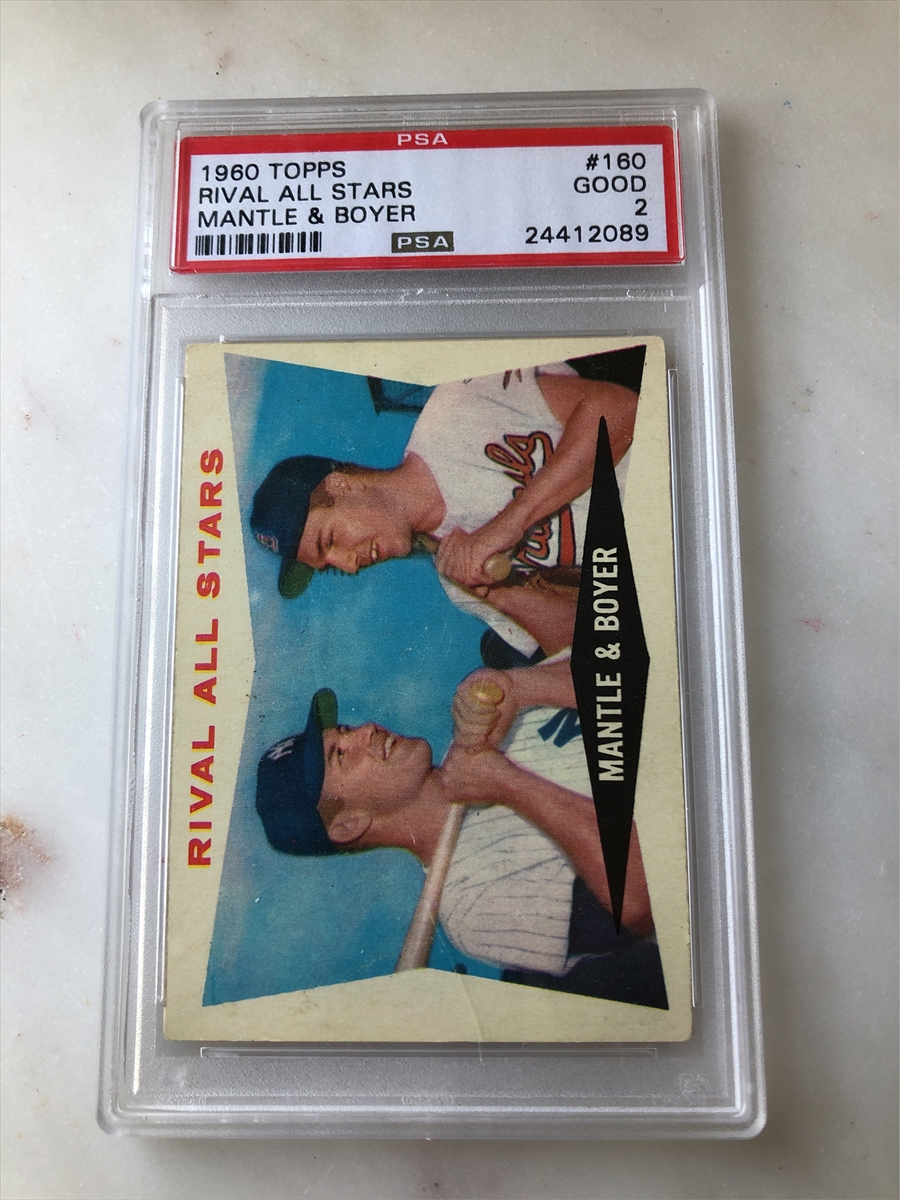 PSA
1960 TOPPS #160
RIVAL ALL STARS GOOD
MANTLE & BOYER 2
PSA 24412089
RIVAL ALL STARS
MANTLE & BOYER